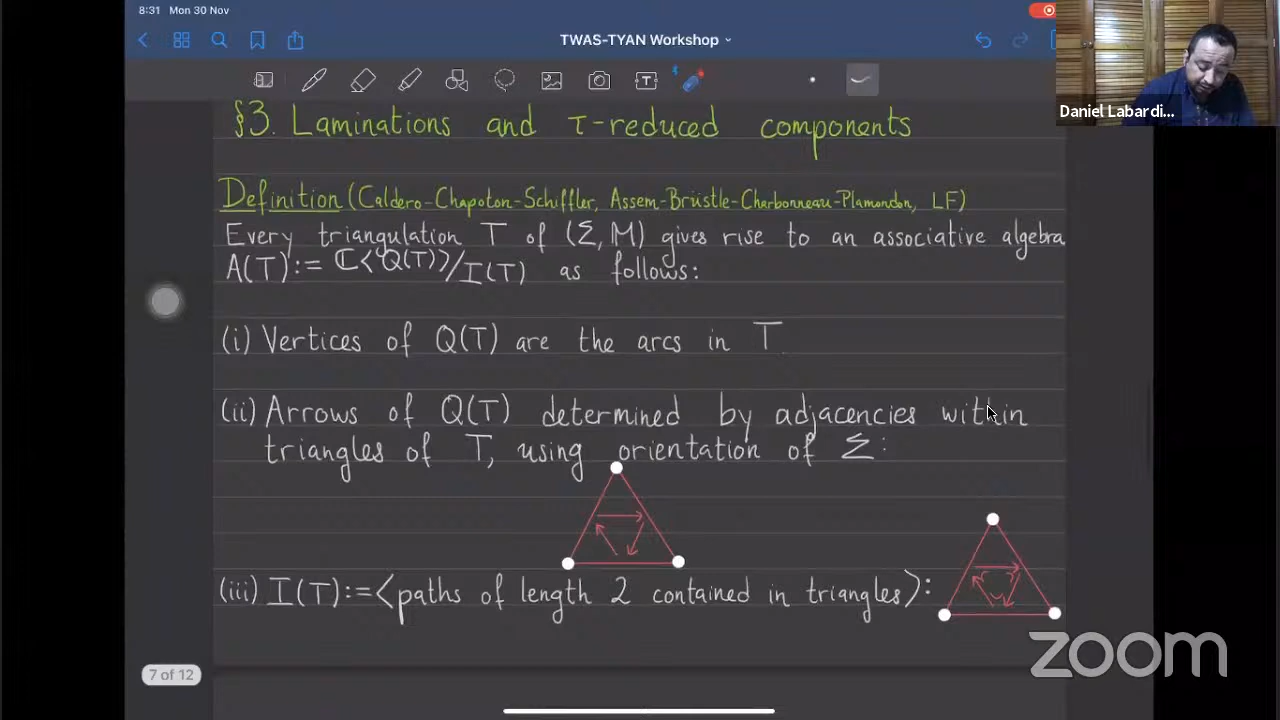 8:31 Mon 30 Nov
TWAS-TYAN Workshop
Daniel Labardi...
§3. Laminations and τ-reduced components
Definition (Caldero-Chapoton-Schiffler, Assem-Brüstle-Charbonneau-Plamondon, LF)
Every triangulation T of (Σ, M) gives rise to an associative algebra
A(T):= ℂ⟨Q(T)⟩/I(T) as follows:
(i) Vertices of Q(T) are the arcs in T
(ii) Arrows of Q(T) determined by adjacencies within
triangles of T, using orientation of Σ:
(iii) I(T):=⟨paths of length 2 contained in triangles⟩:
zoom
7 of 12